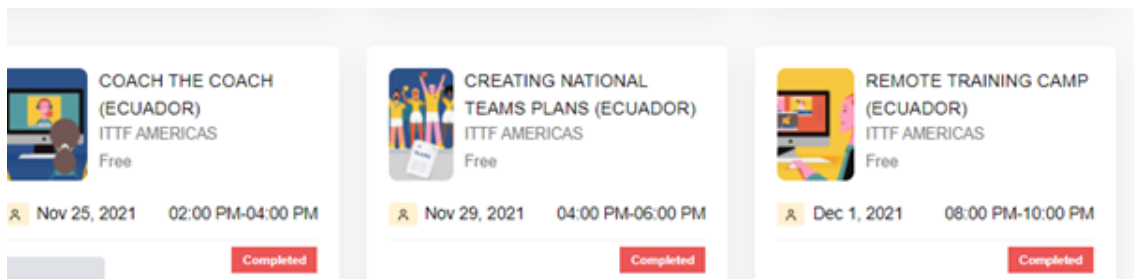 COACH THE COACH
(ECUADOR)
ITTF AMERICAS
Free
Nov 25, 2021 02:00 PM-04:00 PM
Completed
CREATING NATIONAL
TEAMS PLANS (ECUADOR)
ITTF AMERICAS
Free
Nov 29, 2021 04:00 PM-06:00 PM
Completed
REMOTE TRAINING CAMP
(ECUADOR)
ITTF AMERICAS
Free
Dec 1, 2021 08:00 PM-10:00 PM
Completed